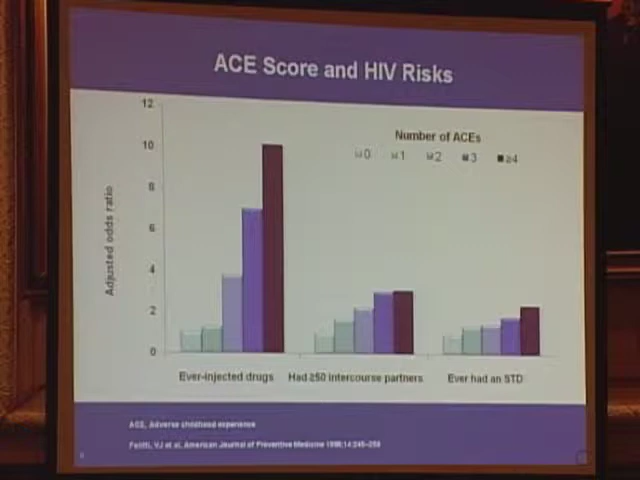 ACE Score and HIV Risks
12
10
8
6
4
2
0
Adjusted odds ratio
Number of ACEs
0 1 2 3 ≥4
Ever-injected drugs Had ≥50 intercourse partners Ever had an STD
ACE, Adverse childhood experience
Felitti, VJ et al. American Journal of Preventive Medicine 1998;14:245–258